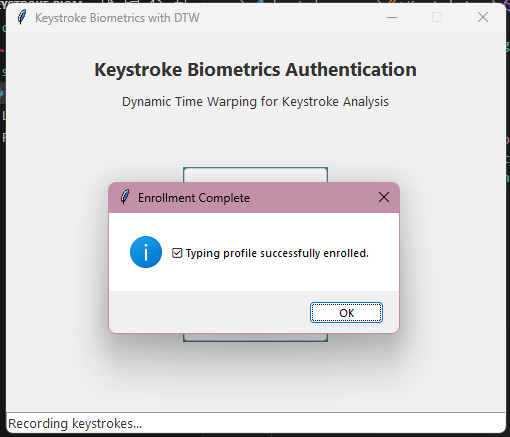 Keystroke Biometrics with DTW
Keystroke Biometrics Authentication
Dynamic Time Warping for Keystroke Analysis
Enrollment Complete
☑ Typing profile successfully enrolled.
OK
Recording keystrokes...